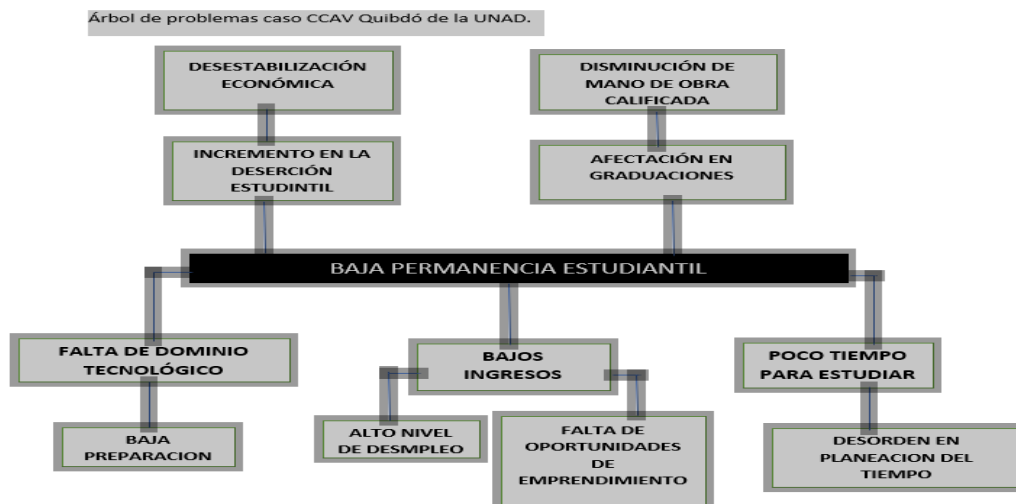 Árbol de problemas caso CCAV Quibdó de la UNAD.
DESESTABILIZACIÓN
ECONÓMICA
DISMINUCIÓN DE
MANO DE OBRA
CALIFICADA
INCREMENTO EN LA
DESERCIÓN
ESTUDINTIL
AFECTACIÓN EN
GRADUACIONES
BAJA PERMANENCIA ESTUDIANTIL
FALTA DE DOMINIO
TECNOLÓGICO
BAJOS
INGRESOS
POCO TIEMPO
PARA ESTUDIAR
BAJA
PREPARACION
ALTO NIVEL
DE DESMPLEO
FALTA DE
OPORTUNIDADES
DE
EMPRENDIMIENTO
DESORDEN EN
PLANEACION DEL
TIEMPO